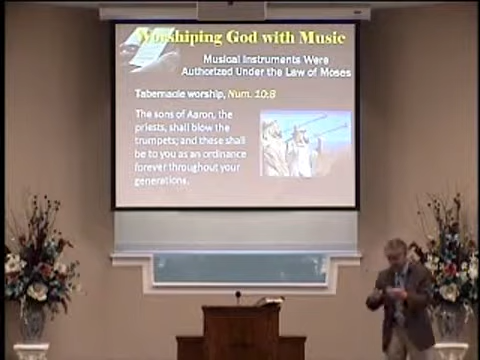 Worshiping God with Music
Musical Instruments Were
Authorized Under the Law of Moses
Tabernacle worship, Num. 10:8
The sons of Aaron, the
priests, shall blow the
trumpets; and these shall
be to you as an ordinance
forever throughout your
generations.